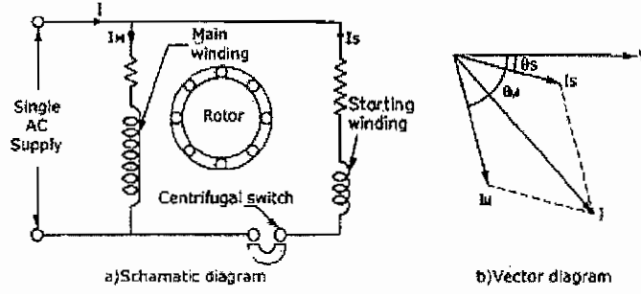 I
IM
IS
Main
winding
Single
AC
Supply
Rotor
Starting
winding
Centrifugal switch
a)Schamatic diagram
θS
IS
θM
IM
I
b)Vector diagram